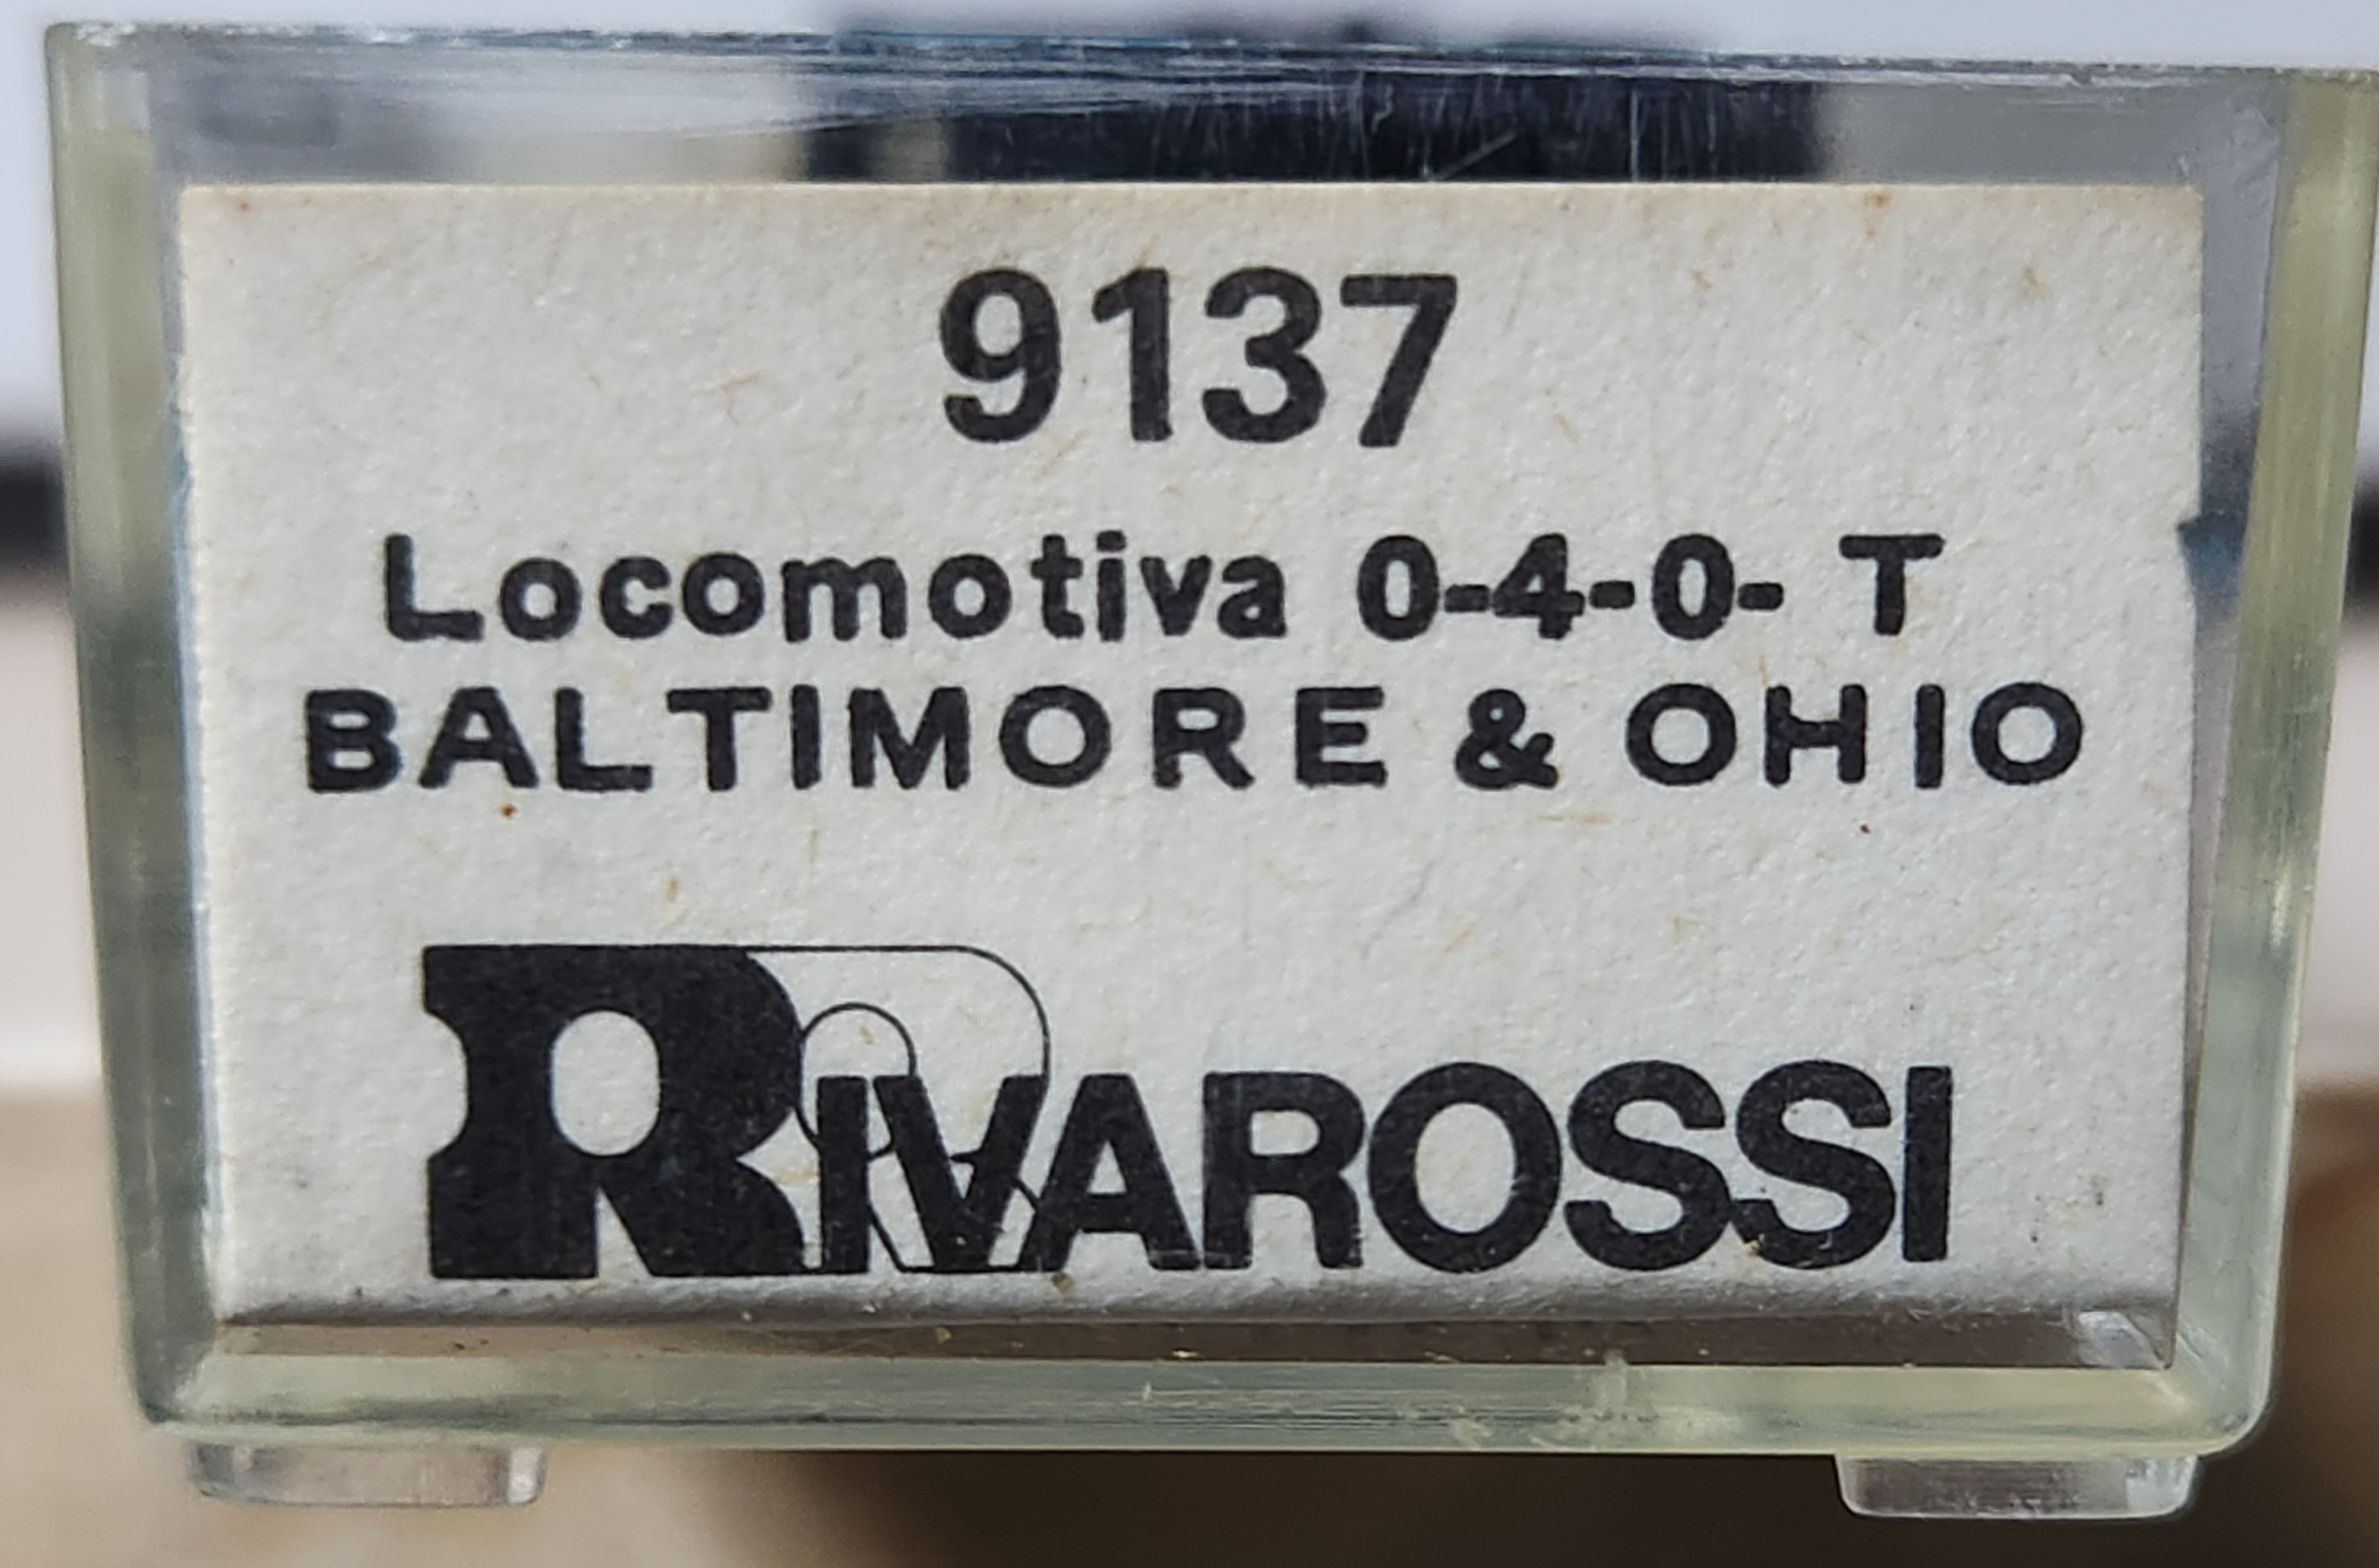 9137
Locomotiva 0-4-0- T
BALTIMORE & OHIO
RIVAROSSI